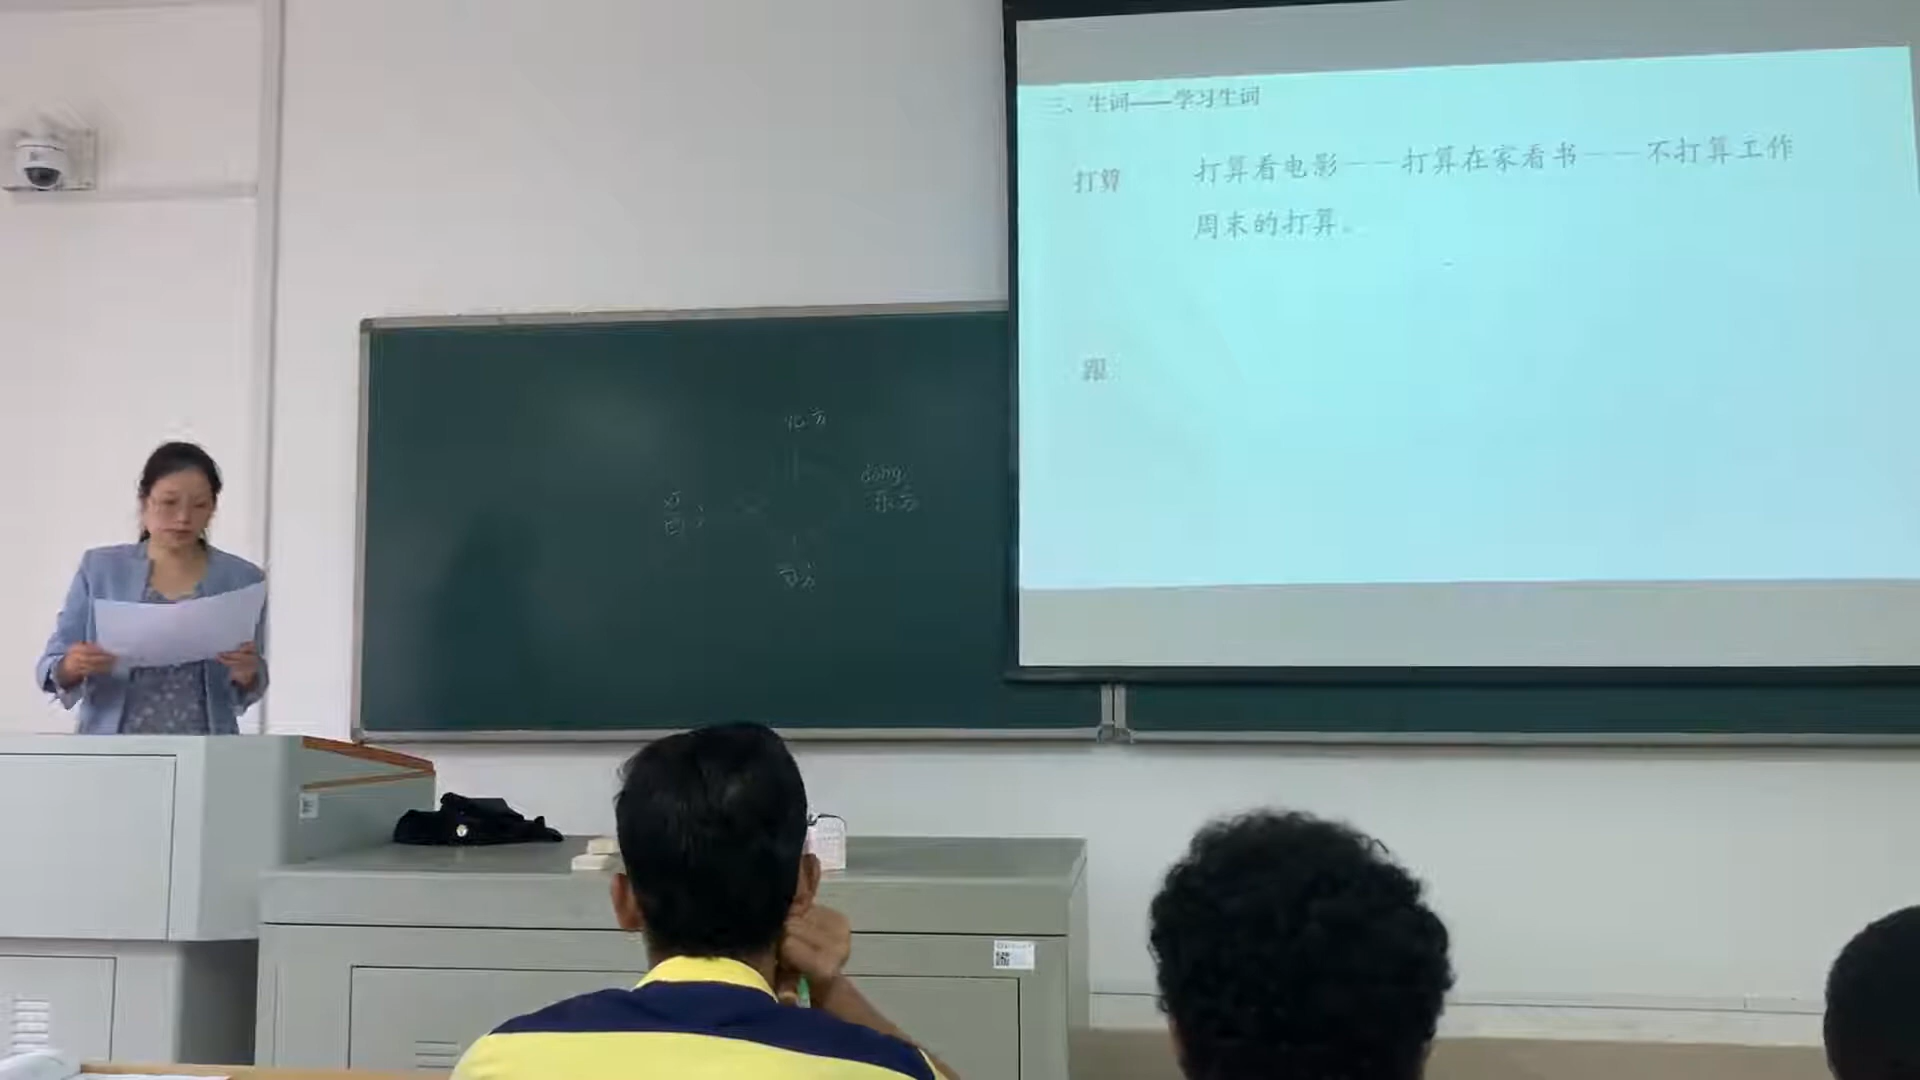 三、生词——学习生词
打算 打算看电影——打算在家看书——不打算工作
周末的打算。
跟
北方
dōng
东方
西方